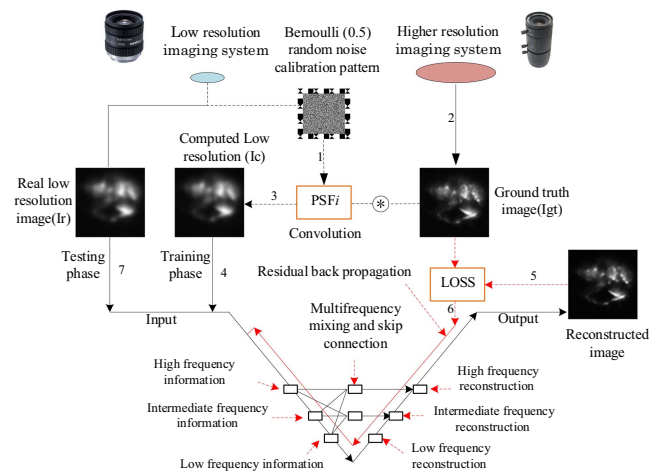 Low resolution
imaging system
Bernoulli (0.5)
random noise
calibration pattern
Higher resolution
imaging system
2
Computed Low
resolution (Ic)
1
Real low
resolution
image(Ir)
3
PSFi
*
Ground truth
image(Igt)
Convolution
Testing
phase
7
Training
phase
4
Residual back propagation
LOSS
5
6
Input
Multifrequency
mixing and skip
connection
Output
Reconstructed
image
High frequency
information
High frequency
reconstruction
Intermediate frequency
information
Intermediate frequency
reconstruction
Low frequency information
Low frequency
reconstruction